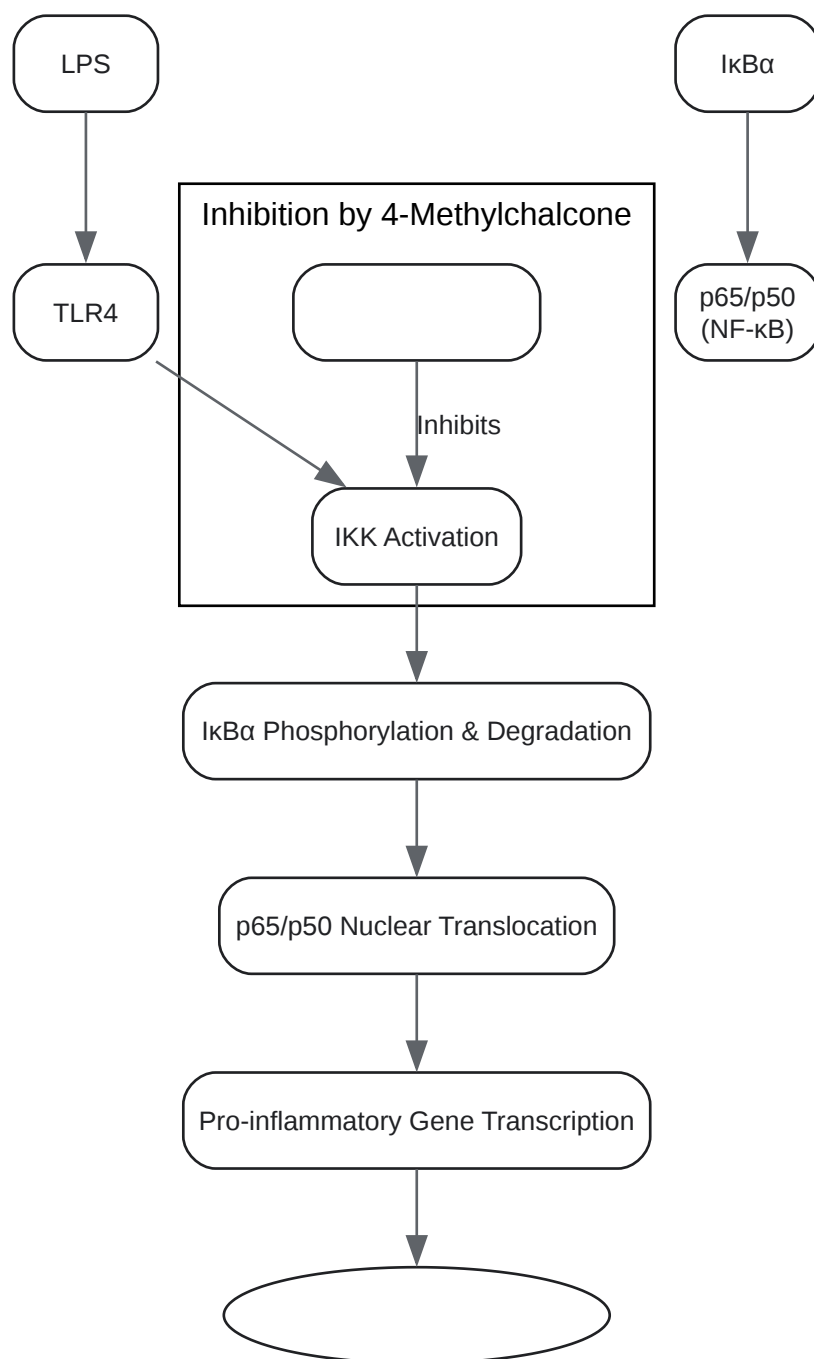 LPS
IκBα
Inhibition by 4-Methylchalcone
TLR4
p65/p50
(NF-κB)
Inhibits
IKK Activation
IκBα Phosphorylation & Degradation
p65/p50 Nuclear Translocation
Pro-inflammatory Gene Transcription